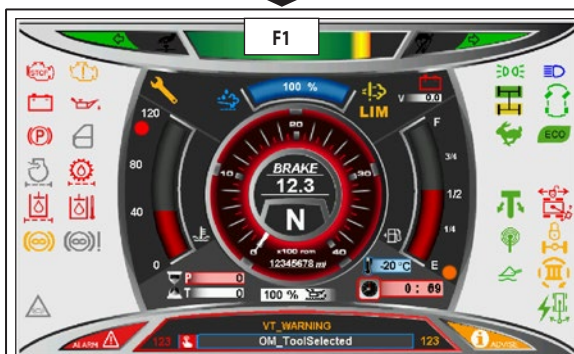 F1
STOP
100 %
LIM
V 0.0
120
80
40
0
F
3/4
1/2
1/4
E
20
10
30
0
40
BRAKE
12.3
N
x100 rpm
12345678 mi
P 0
T 0
100 %
-20 °C
0 : 09
P
ECO
VT_WARNING
ALARM
123
OM_ToolSelected
123
ADVISE